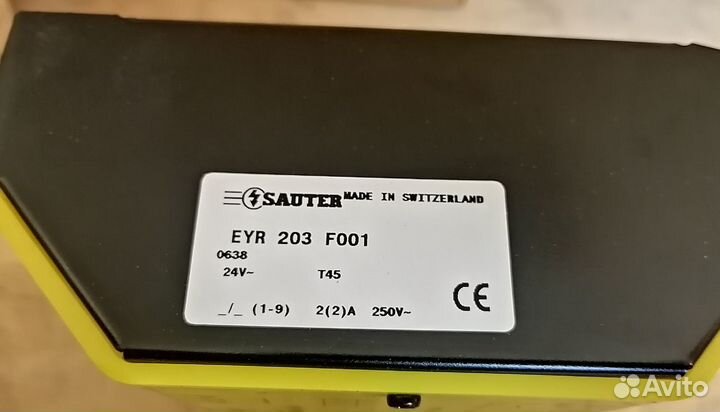 SAUTER MADE IN SWITZERLAND
EYR 203 F001
0638
24V~ T45
_/_ (1-9) 2(2)A 250V~
CE
Avito